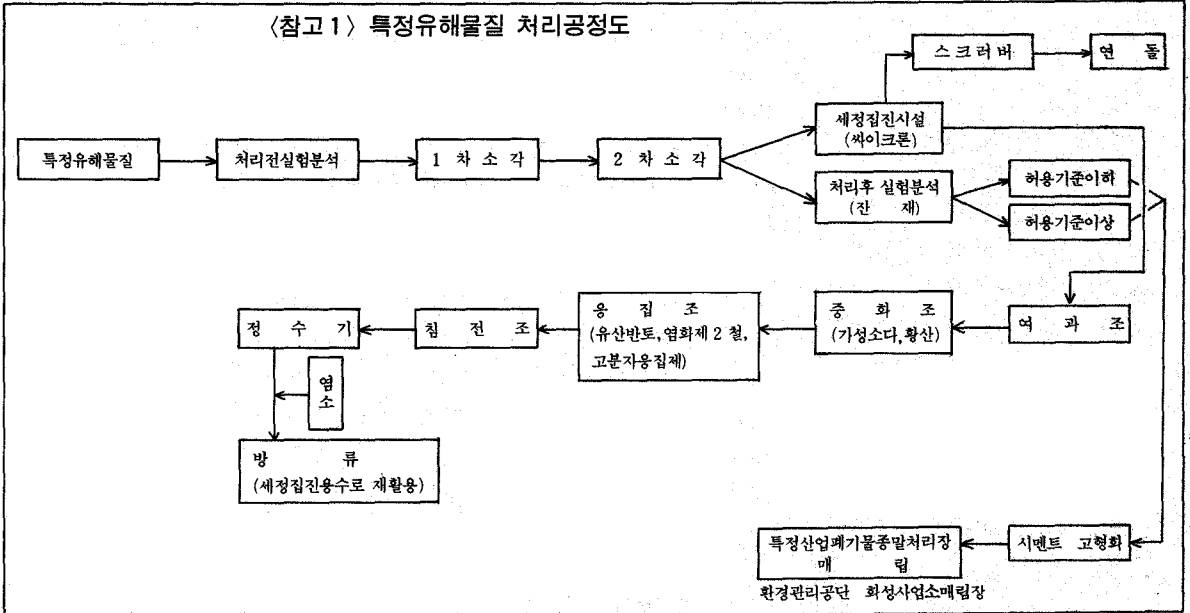 〈참고 1〉 특정유해물질 처리공정도
스크러버
연 돌
세정집진시설
(싸이크론)
특정유해물질
처리전실험분석
1 차 소 각
2 차 소 각
처리후 실험분석
(잔 재)
허용기준이하
허용기준이상
정 수 기
침 전 조
응 집 조
(유산반토, 염화제 2 철,
고분자응집제)
중 화 조
(가성소다, 황산)
여 과 조
염
소
방 류
(세정집진용수로 재활용)
특정산업폐기물종말처리장
매 립
시멘트 고형화
환경관리공단 화성사업소매립장